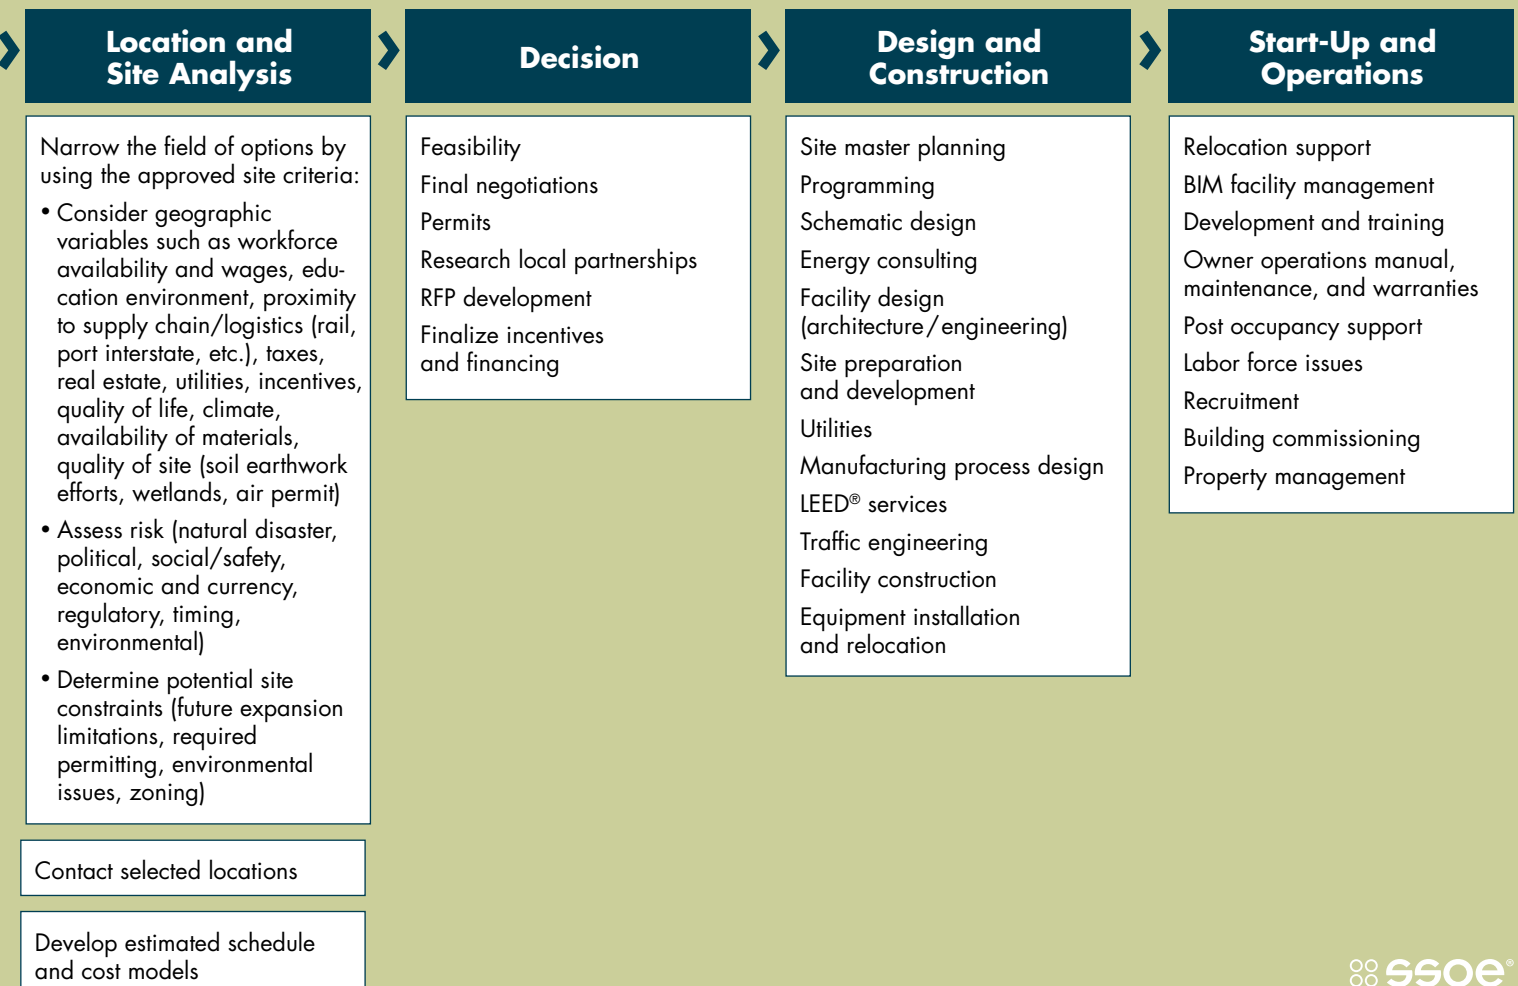 Location and
Site Analysis
Narrow the field of options by
using the approved site criteria:
• Consider geographic
variables such as workforce
availability and wages, edu-
cation environment, proximity
to supply chain/logistics (rail,
port interstate, etc.), taxes,
real estate, utilities, incentives,
quality of life, climate,
availability of materials,
quality of site (soil earthwork
efforts, wetlands, air permit)
• Assess risk (natural disaster,
political, social/safety,
economic and currency,
regulatory, timing,
environmental)
• Determine potential site
constraints (future expansion
limitations, required
permitting, environmental
issues, zoning)
Contact selected locations
Develop estimated schedule
and cost models
Decision
Feasibility
Final negotiations
Permits
Research local partnerships
RFP development
Finalize incentives
and financing
Design and
Construction
Site master planning
Programming
Schematic design
Energy consulting
Facility design
(architecture/engineering)
Site preparation
and development
Utilities
Manufacturing process design
LEED® services
Traffic engineering
Facility construction
Equipment installation
and relocation
Start-Up and
Operations
Relocation support
BIM facility management
Development and training
Owner operations manual,
maintenance, and warranties
Post occupancy support
Labor force issues
Recruitment
Building commissioning
Property management
ssoe®